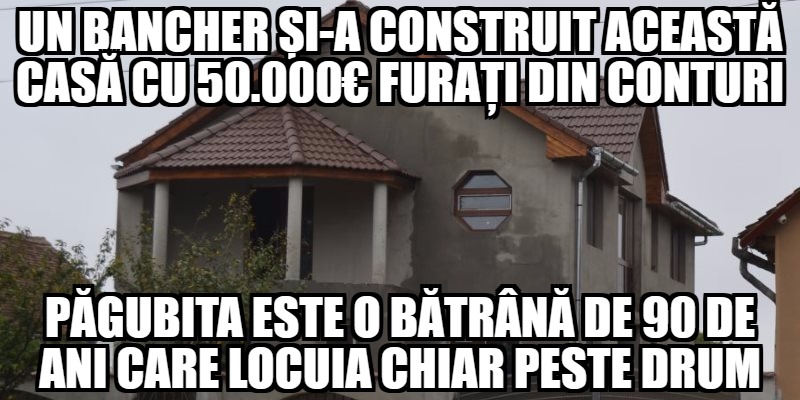 UN BANCHER ȘI-A CONSTRUIT ACEASTĂ
CASĂ CU 50.000€ FURAȚI DIN CONTURI
PĂGUBITA ESTE O BĂTRÂNĂ DE 90 DE
ANI CARE LOCUIA CHIAR PESTE DRUM